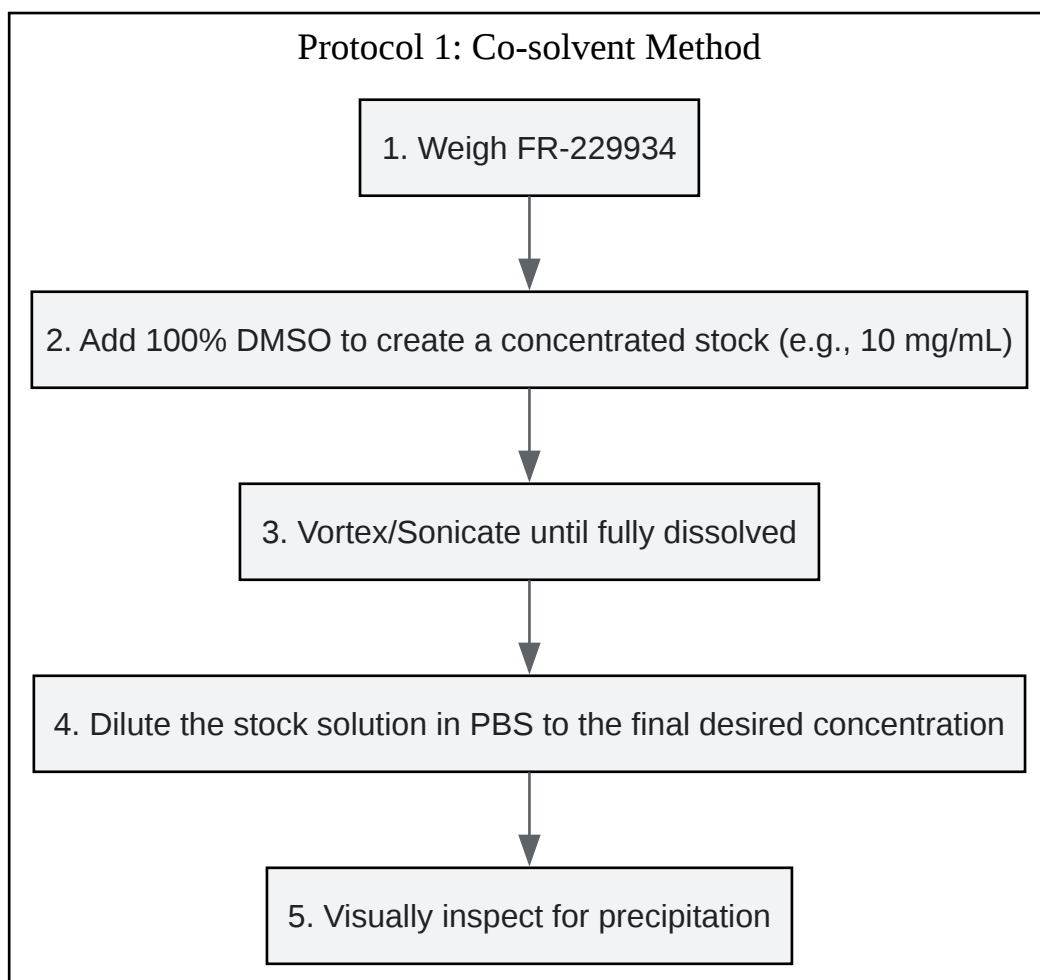 Protocol 1: Co-solvent Method
1. Weigh FR-229934
2. Add 100% DMSO to create a concentrated stock (e.g., 10 mg/mL)
3. Vortex/Sonicate until fully dissolved
4. Dilute the stock solution in PBS to the final desired concentration
5. Visually inspect for precipitation